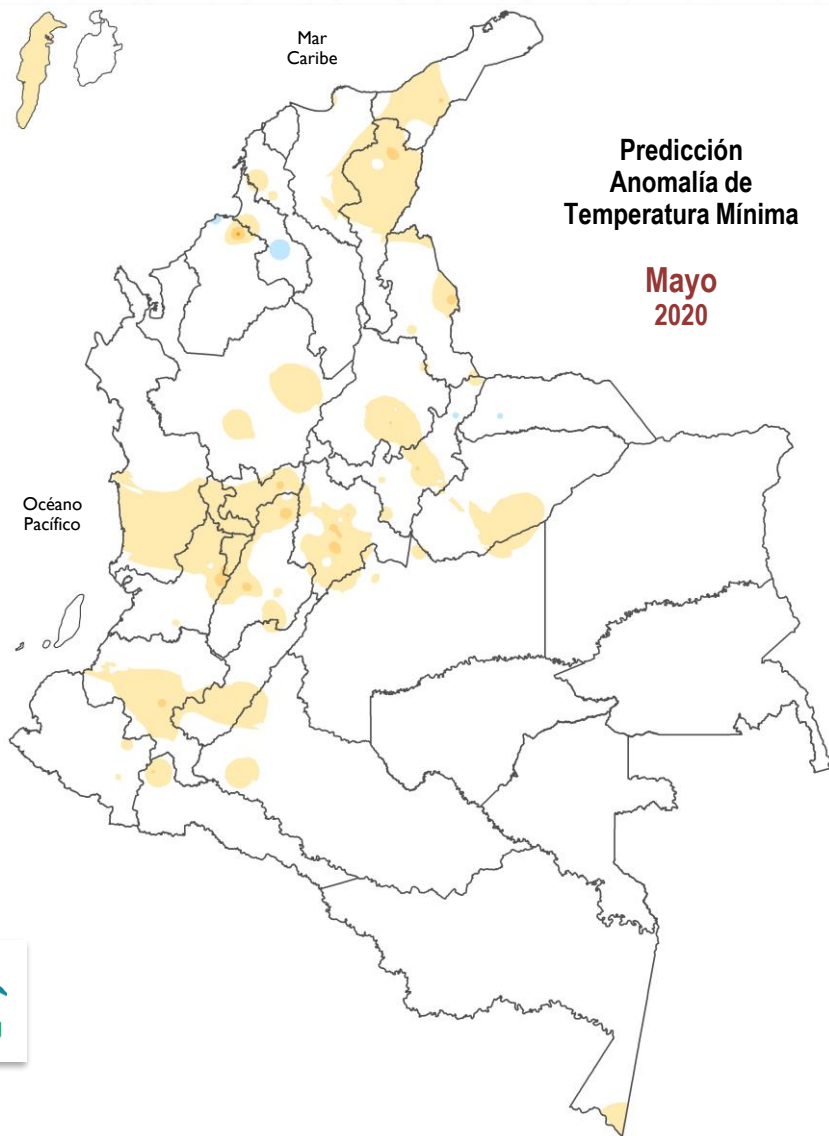 Mar
Caribe
Predicción
Anomalía de
Temperatura Mínima
Mayo
2020
Océano
Pacífico